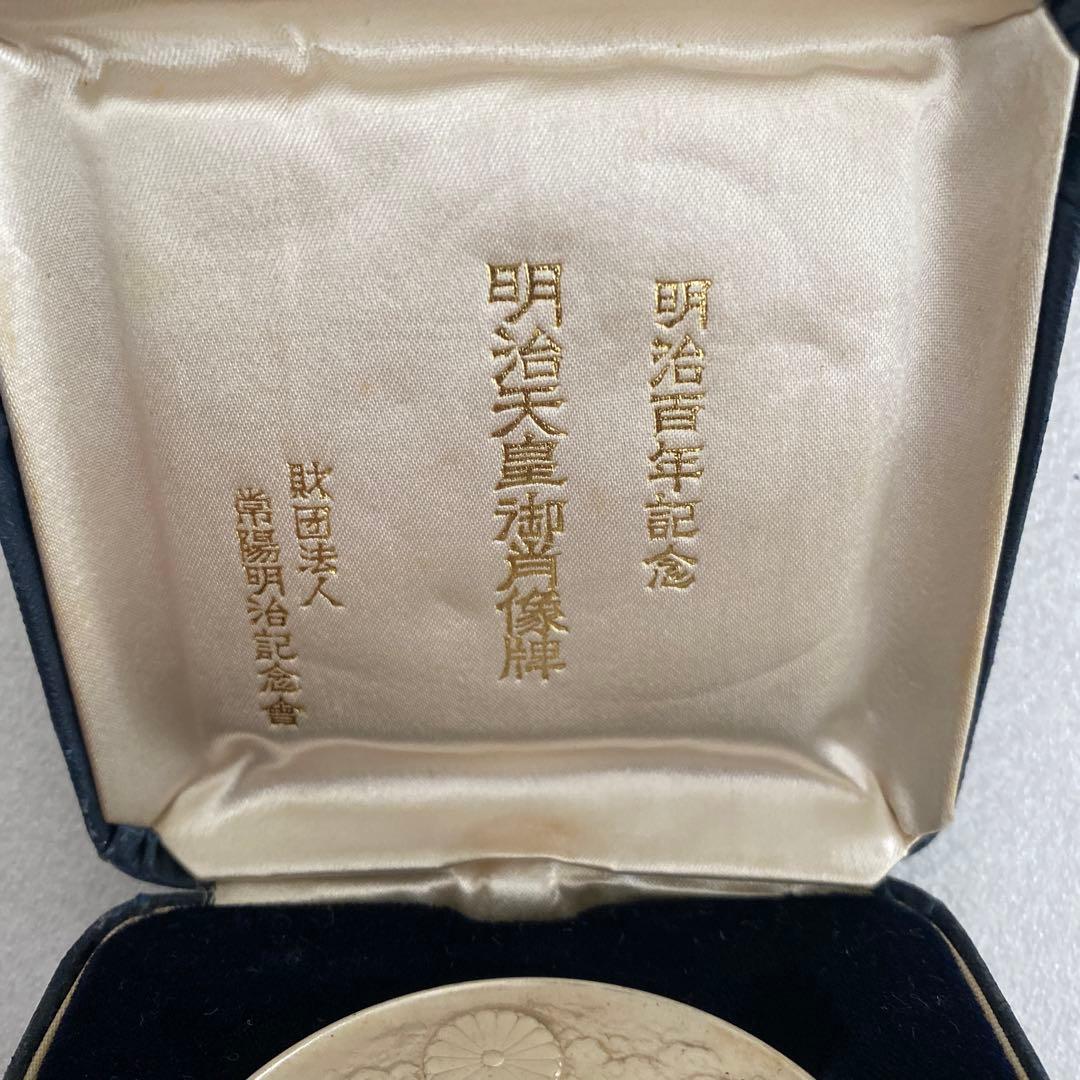 明治百年記念
明治天皇御肖像牌
財団法人
常陽明治記念會